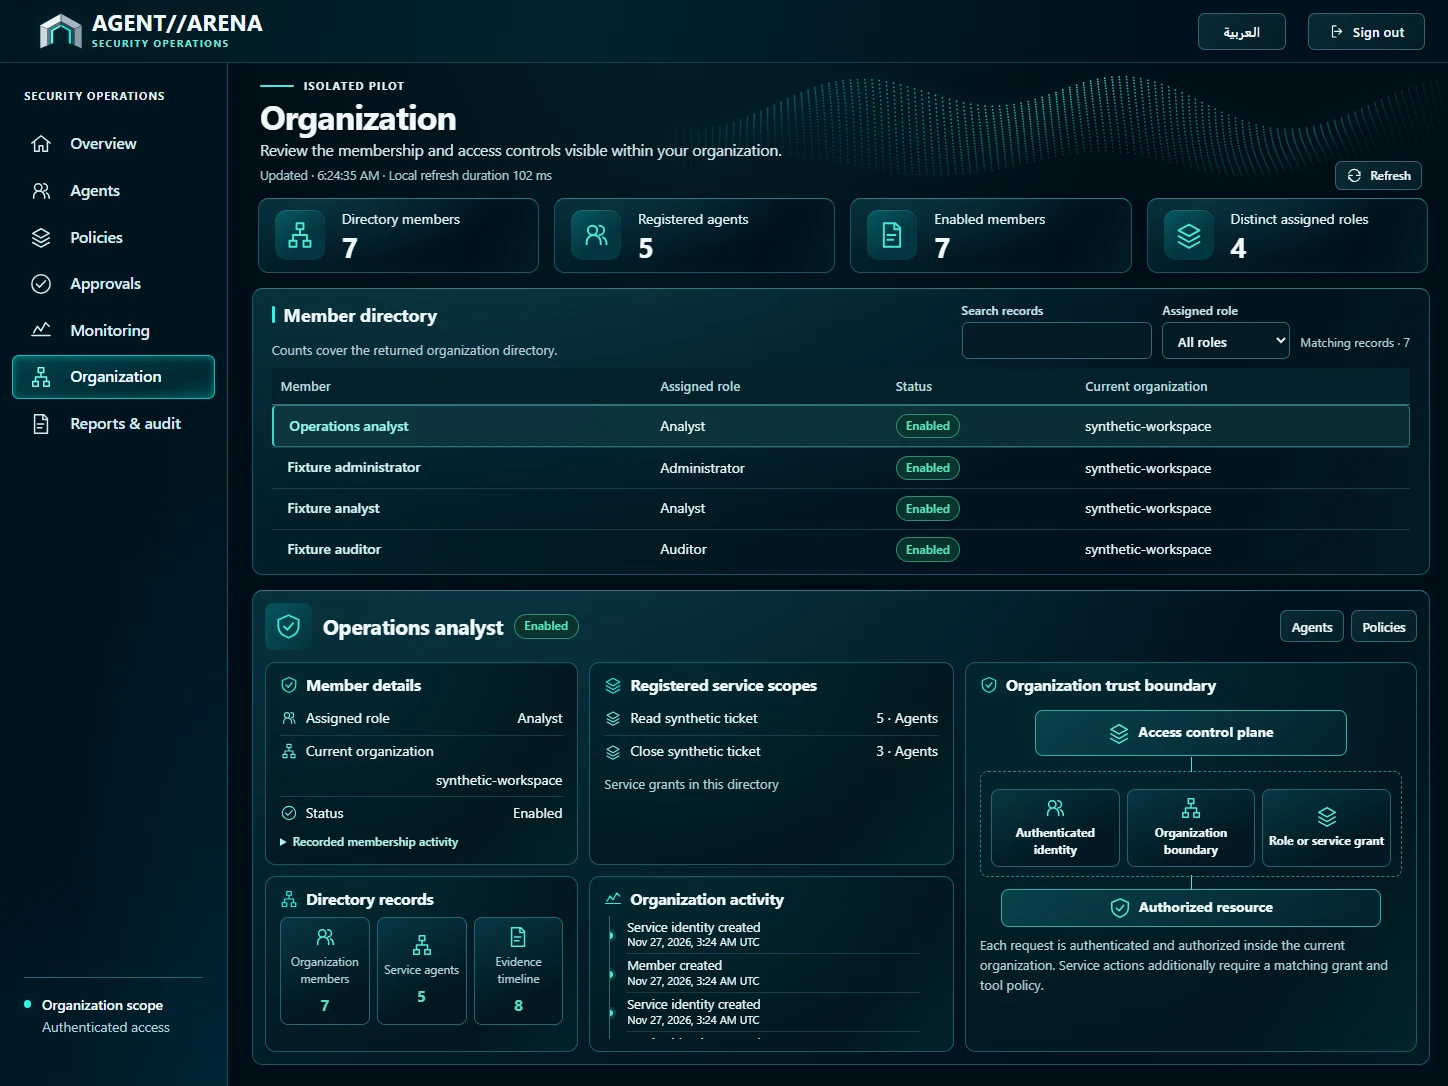 AGENT//ARENA
SECURITY OPERATIONS
العربية
Sign out
SECURITY OPERATIONS
Overview
Agents
Policies
Approvals
Monitoring
Organization
Reports & audit
Organization scope
Authenticated access
ISOLATED PILOT
Organization
Review the membership and access controls visible within your organization.
Updated · 6:24:35 AM · Local refresh duration 102 ms
Refresh
Directory members
7
Registered agents
5
Enabled members
7
Distinct assigned roles
4
Member directory
Counts cover the returned organization directory.
Search records
Assigned role
All roles
Matching records · 7
Member Assigned role Status Current organization
Operations analyst Analyst Enabled synthetic-workspace
Fixture administrator Administrator Enabled synthetic-workspace
Fixture analyst Analyst Enabled synthetic-workspace
Fixture auditor Auditor Enabled synthetic-workspace
Operations analyst Enabled
Agents
Policies
Member details
Assigned role Analyst
Current organization
synthetic-workspace
Status Enabled
Recorded membership activity
Registered service scopes
Read synthetic ticket 5 · Agents
Close synthetic ticket 3 · Agents
Service grants in this directory
Organization trust boundary
Access control plane
Authenticated
identity
Organization
boundary
Role or service grant
Authorized resource
Each request is authenticated and authorized inside the current
organization. Service actions additionally require a matching grant and
tool policy.
Directory records
Organization
members
7
Service agents
5
Evidence
timeline
8
Organization activity
Service identity created
Nov 27, 2026, 3:24 AM UTC
Member created
Nov 27, 2026, 3:24 AM UTC
Service identity created
Nov 27, 2026, 3:24 AM UTC